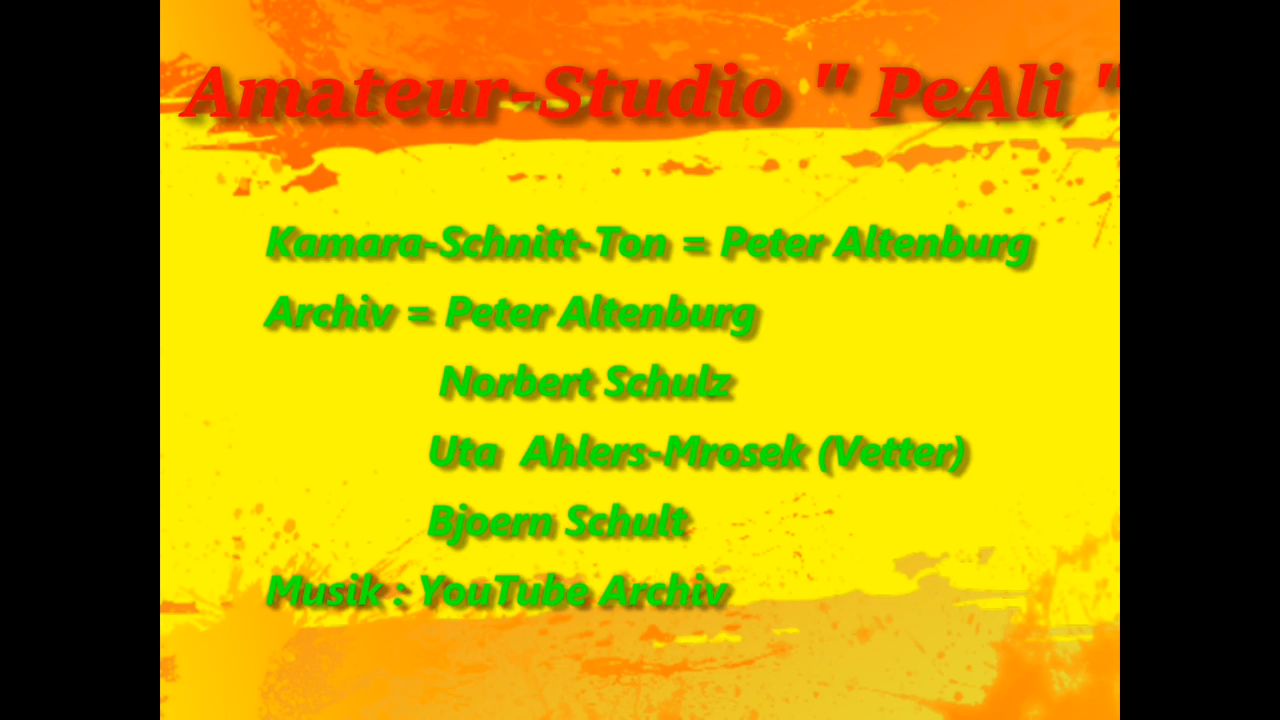 Amateur-Studio " PeAli "
Kamara-Schnitt-Ton = Peter Altenburg
Archiv = Peter Altenburg
Norbert Schulz
Uta Ahlers-Mrosek (Vetter)
Bjoern Schult
Musik : YouTube Archiv